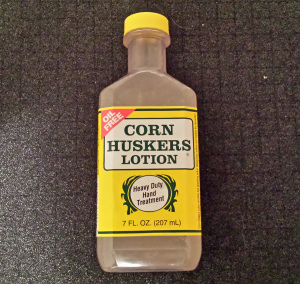 OIL
FREE
CORN
HUSKERS
LOTION
Heavy Duty
Hand
Treatment
7 FL. OZ. (207 mL)